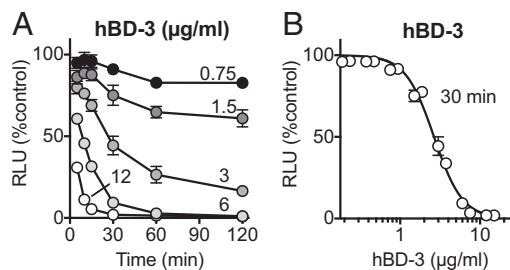 A
hBD-3 (μg/ml)
RLU (%control)
100
50
0
0.75
1.5
3
6
12
0 30 60 90 120
Time (min)
B
hBD-3
RLU (%control)
100
50
0
30 min
1 10
hBD-3 (μg/ml)